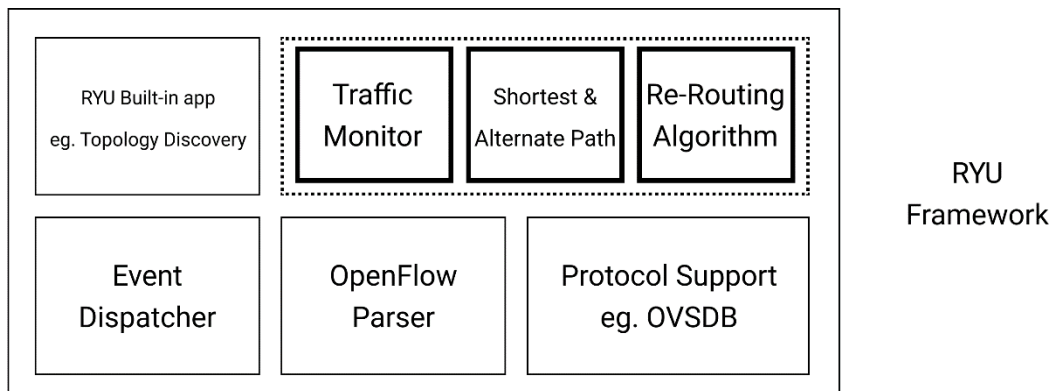 RYU Built-in app
eg. Topology Discovery
Traffic
Monitor
Shortest &
Alternate Path
Re-Routing
Algorithm
RYU
Framework
Event
Dispatcher
OpenFlow
Parser
Protocol Support
eg. OVSDB